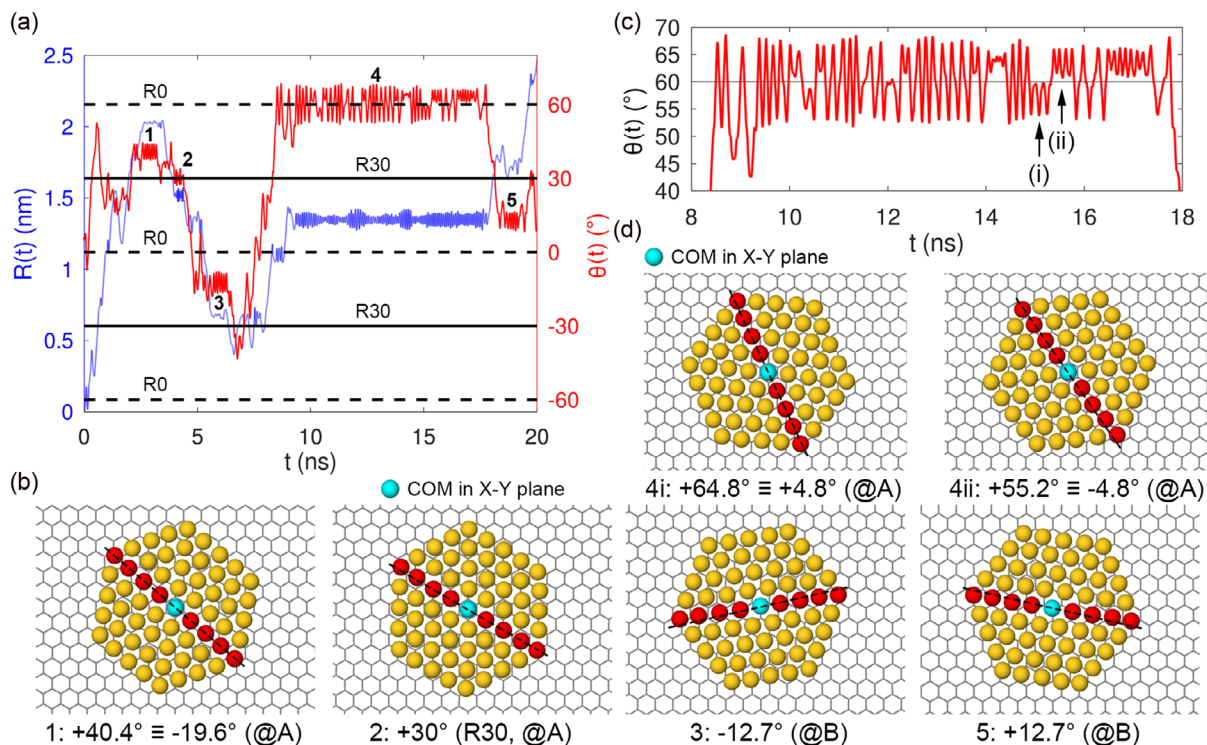 (a)
2.5
2
1.5
1
0.5
0
R(t) (nm)
R0
R30
R0
R30
R0
1
2
3
4
5
60
30
0
-30
-60
θ(t) (°)
0
5
10
15
20
t (ns)
(c)
70
65
60
55
50
45
40
θ(t) (°)
(i)
(ii)
8
10
12
14
16
18
t (ns)
(b)
COM in X-Y plane
1: +40.4° ≡ -19.6° (@A)
2: +30° (R30, @A)
(d)
COM in X-Y plane
4i: +64.8° ≡ +4.8° (@A)
4ii: +55.2° ≡ -4.8° (@A)
3: -12.7° (@B)
5: +12.7° (@B)